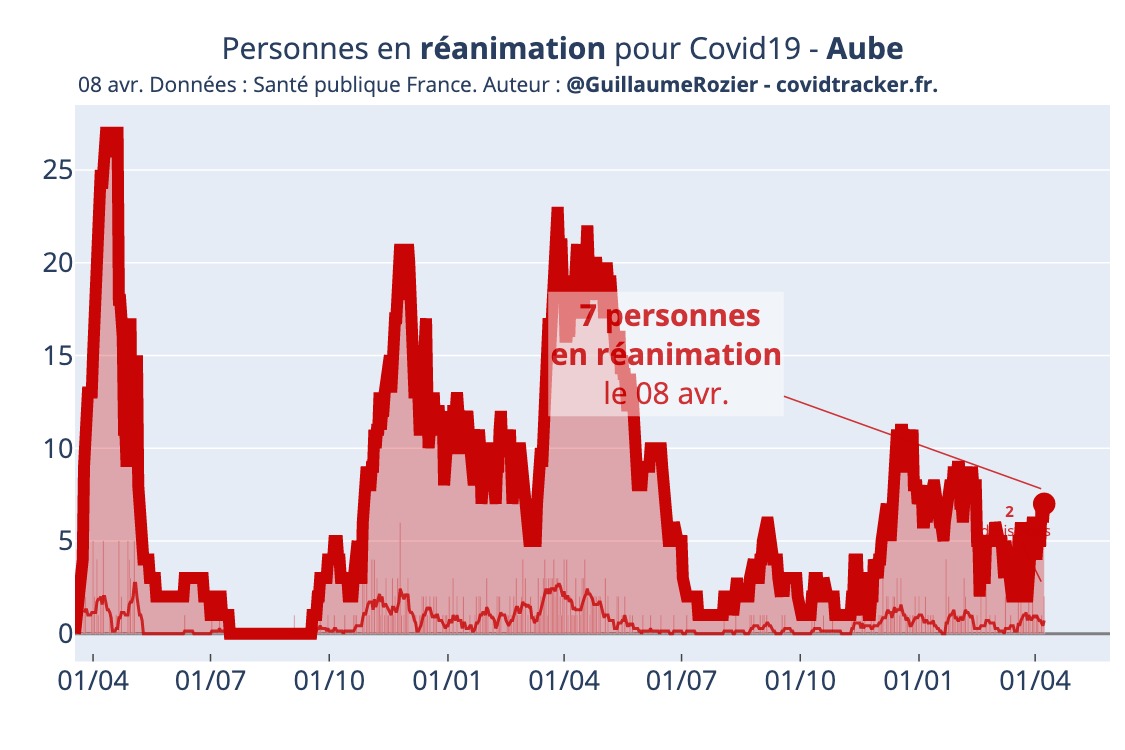 Personnes en réanimation pour Covid19 - Aube
08 avr. Données : Santé publique France. Auteur : @GuillaumeRozier - covidtracker.fr.
25
20
15
10
5
0
7 personnes
en réanimation
le 08 avr.
2
01/04 01/07 01/10 01/01 01/04 01/07 01/10 01/01 01/04